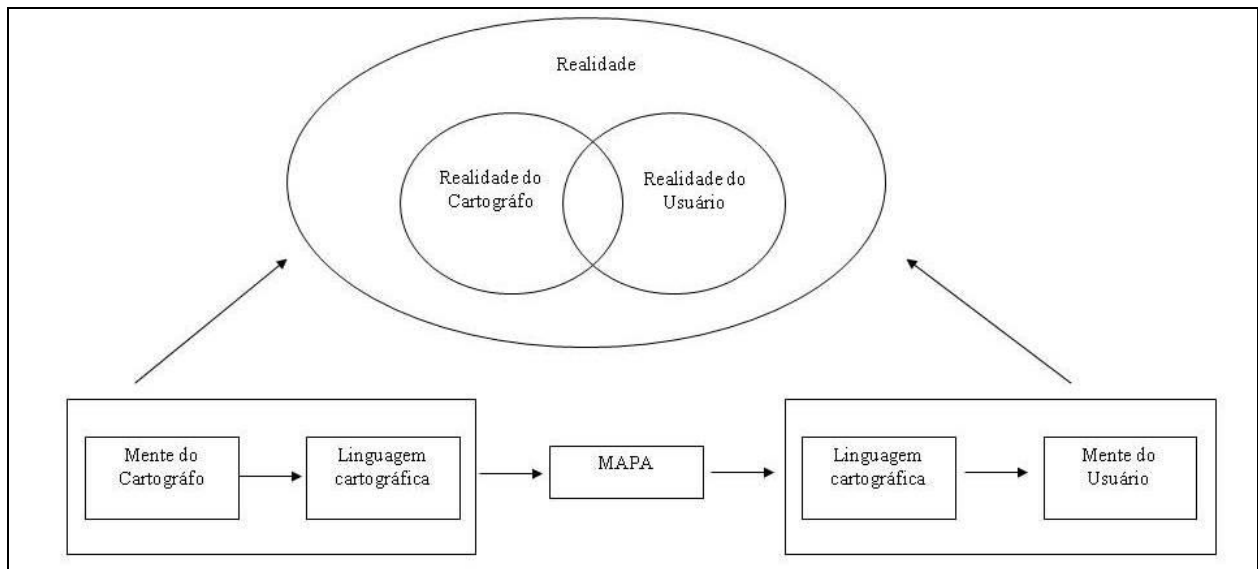 Realidade
Realidade do
Cartográfo
Realidade do
Usuário
Mente do
Cartográfo
Linguagem
cartográfica
MAPA
Linguagem
cartográfica
Mente do
Usuário